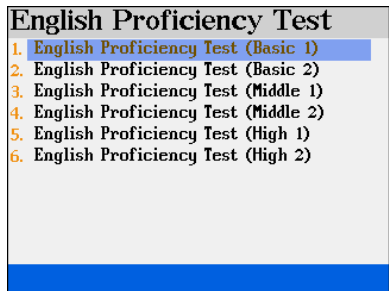 English Proficiency Test
1. English Proficiency Test (Basic 1)
2. English Proficiency Test (Basic 2)
3. English Proficiency Test (Middle 1)
4. English Proficiency Test (Middle 2)
5. English Proficiency Test (High 1)
6. English Proficiency Test (High 2)